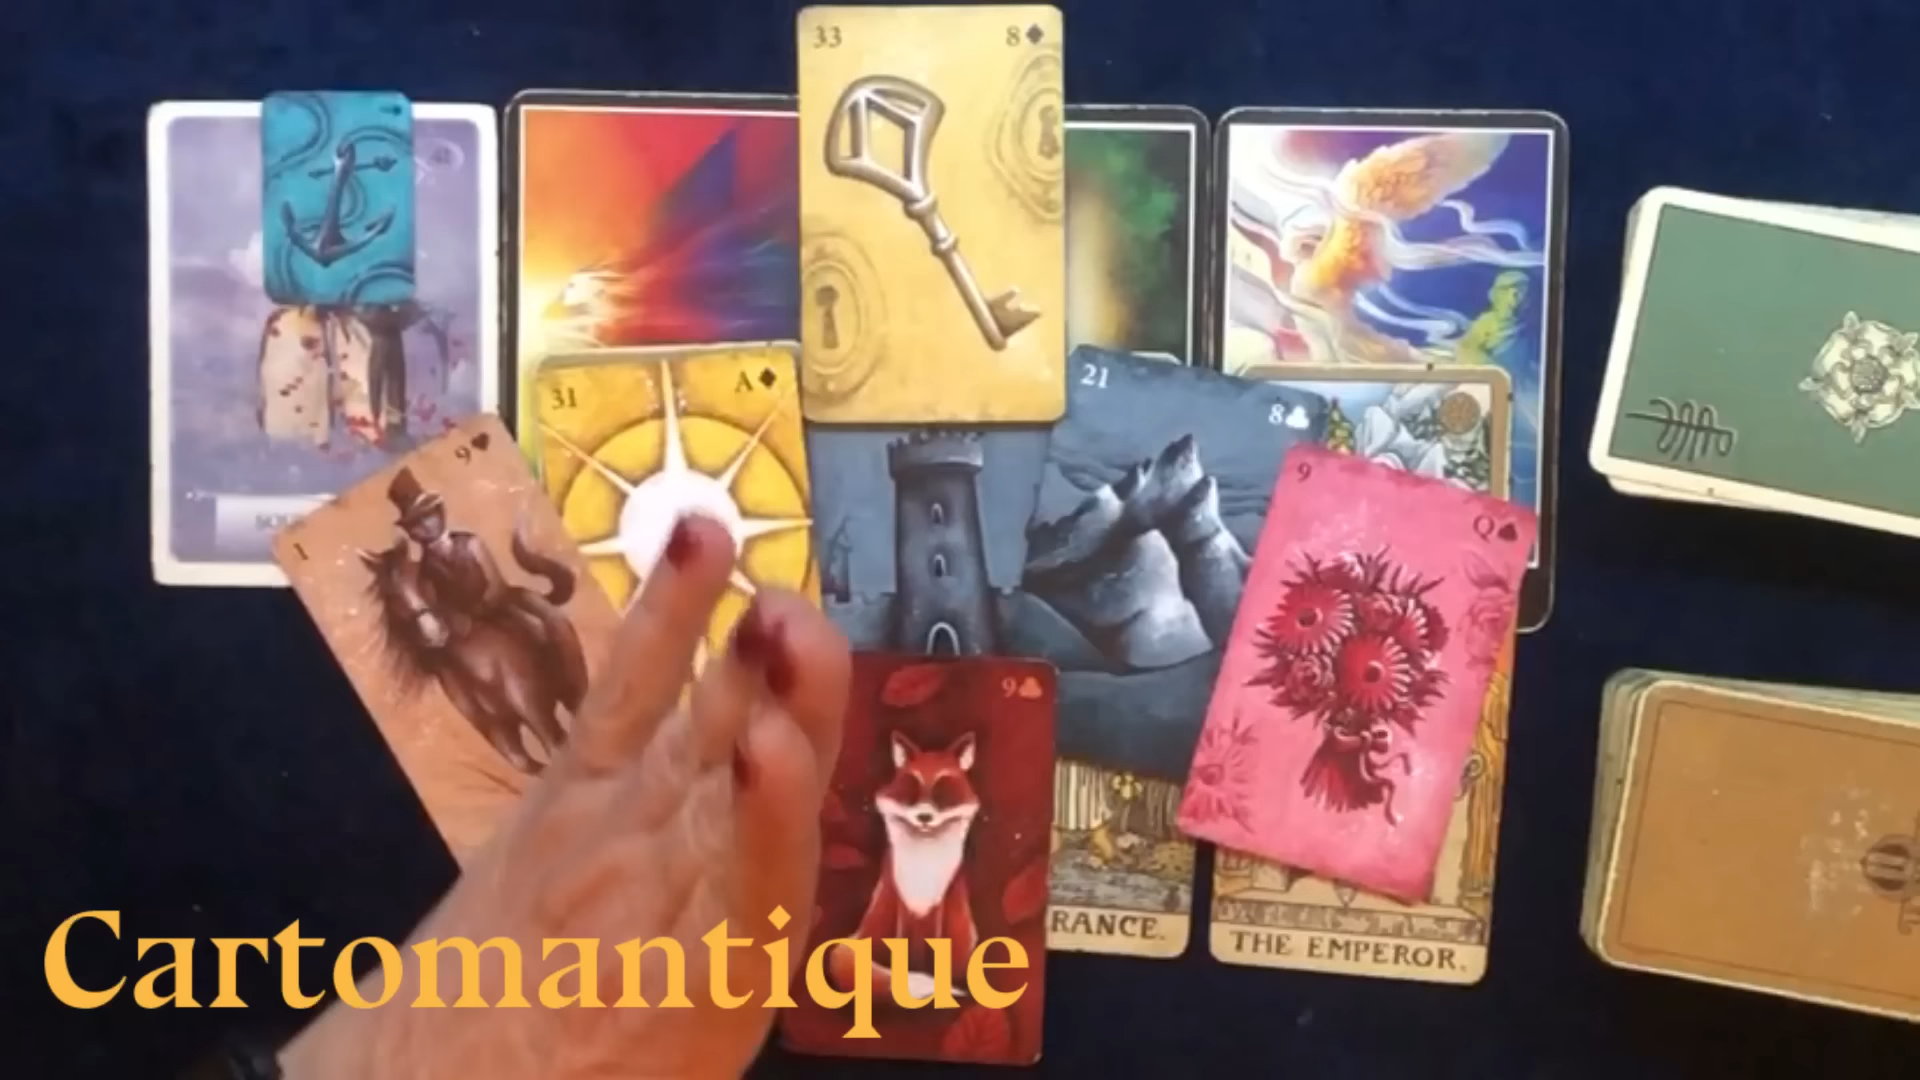 33 8♦
31 A♦
21 8♣
9♥
1
9 Q♠
9♣
RANCE.
THE EMPEROR.
Cartomantique